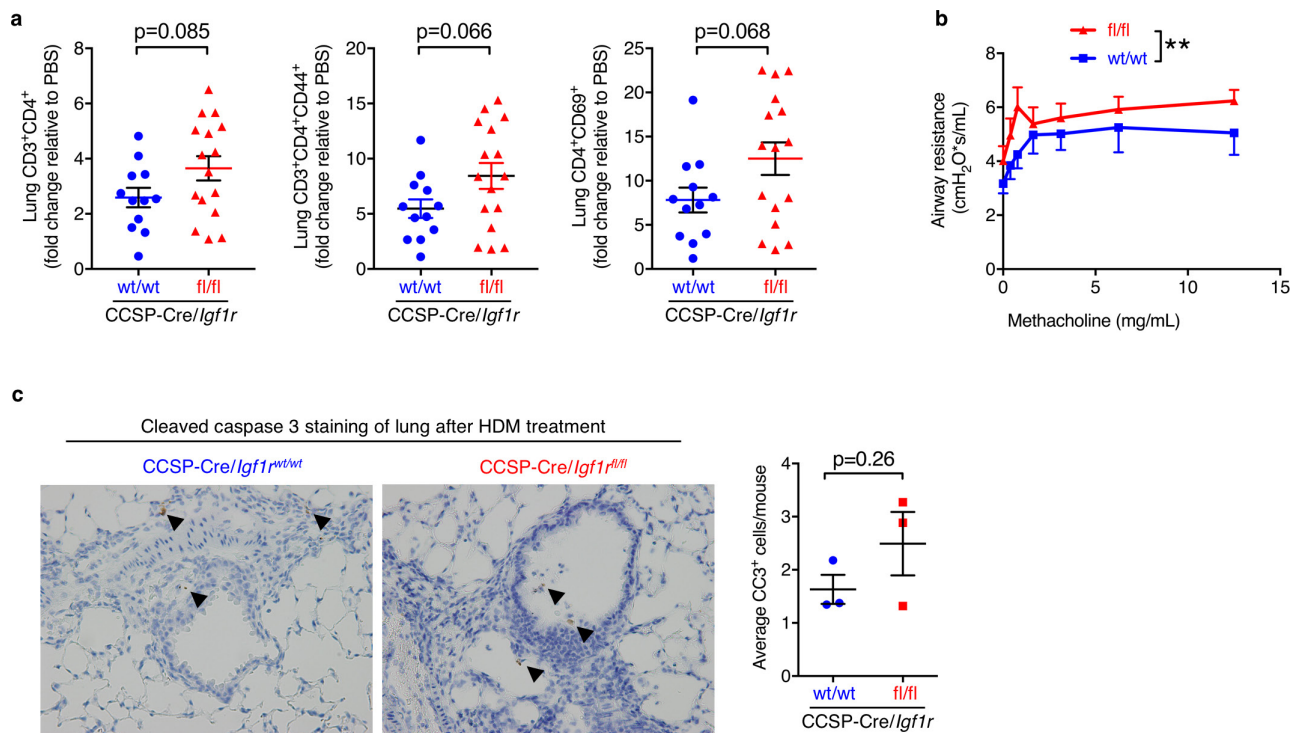 a
p=0.085
8
6
4
2
0
Lung CD3+CD4+
(fold change relative to PBS)
wt/wt fl/fl
CCSP-Cre/Igf1r
p=0.066
20
15
10
5
0
Lung CD3+CD4+CD44+
(fold change relative to PBS)
wt/wt fl/fl
CCSP-Cre/Igf1r
p=0.068
25
20
15
10
5
0
Lung CD4+CD69+
(fold change relative to PBS)
wt/wt fl/fl
CCSP-Cre/Igf1r
b
fl/fl
wt/wt
**
8
6
4
2
0
Airway resistance
(cmH2O*s/mL)
0 5 10 15
Methacholine (mg/mL)
c
Cleaved caspase 3 staining of lung after HDM treatment
CCSP-Cre/Igf1rwt/wt CCSP-Cre/Igf1rfl/fl
p=0.26
4
3
2
1
0
Average CC3+ cells/mouse
wt/wt fl/fl
CCSP-Cre/Igf1r